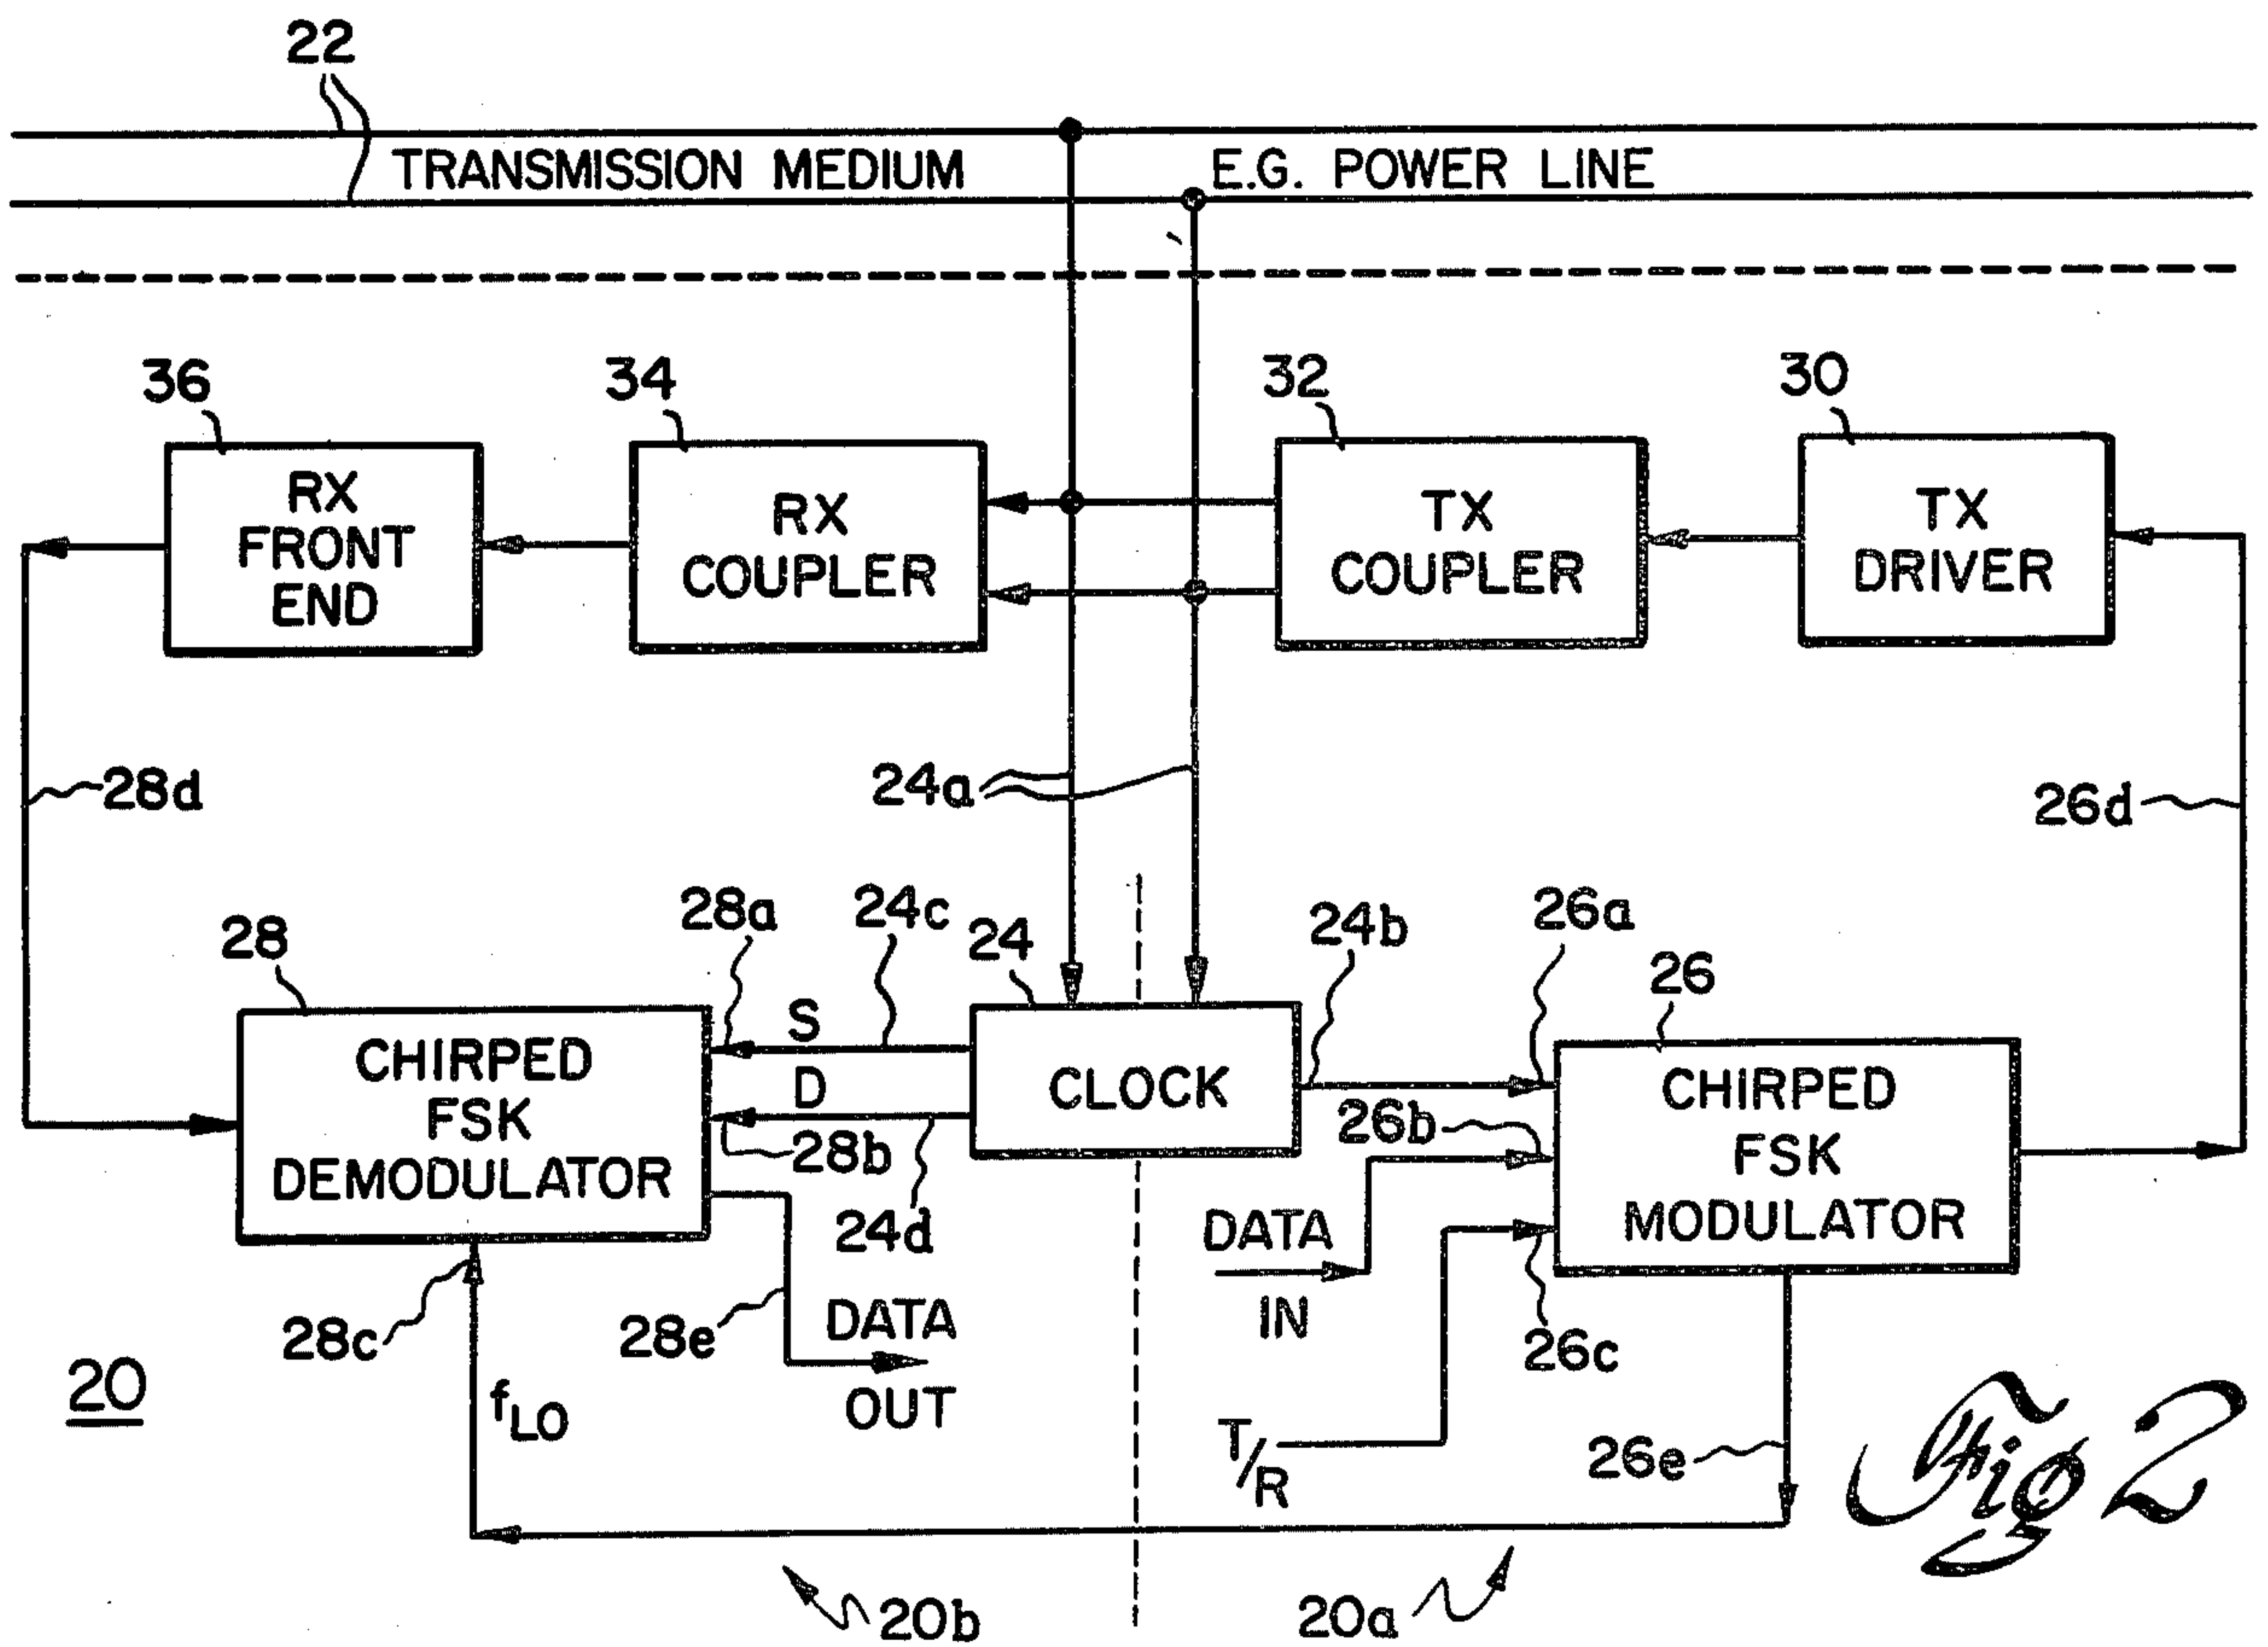 22
TRANSMISSION MEDIUM E.G. POWER LINE
36
34
32
30
RX
FRONT
END
RX
COUPLER
TX
COUPLER
TX
DRIVER
28d
24a
26d
28
28a
24c
24
24b
26a
26
CHIRPED
FSK
DEMODULATOR
S
D
28b
24d
CLOCK
26b
CHIRPED
FSK
MODULATOR
28c
28e
DATA
OUT
DATA
IN
26c
20
fLO
T/R
26e
Fig 2
20b
20a